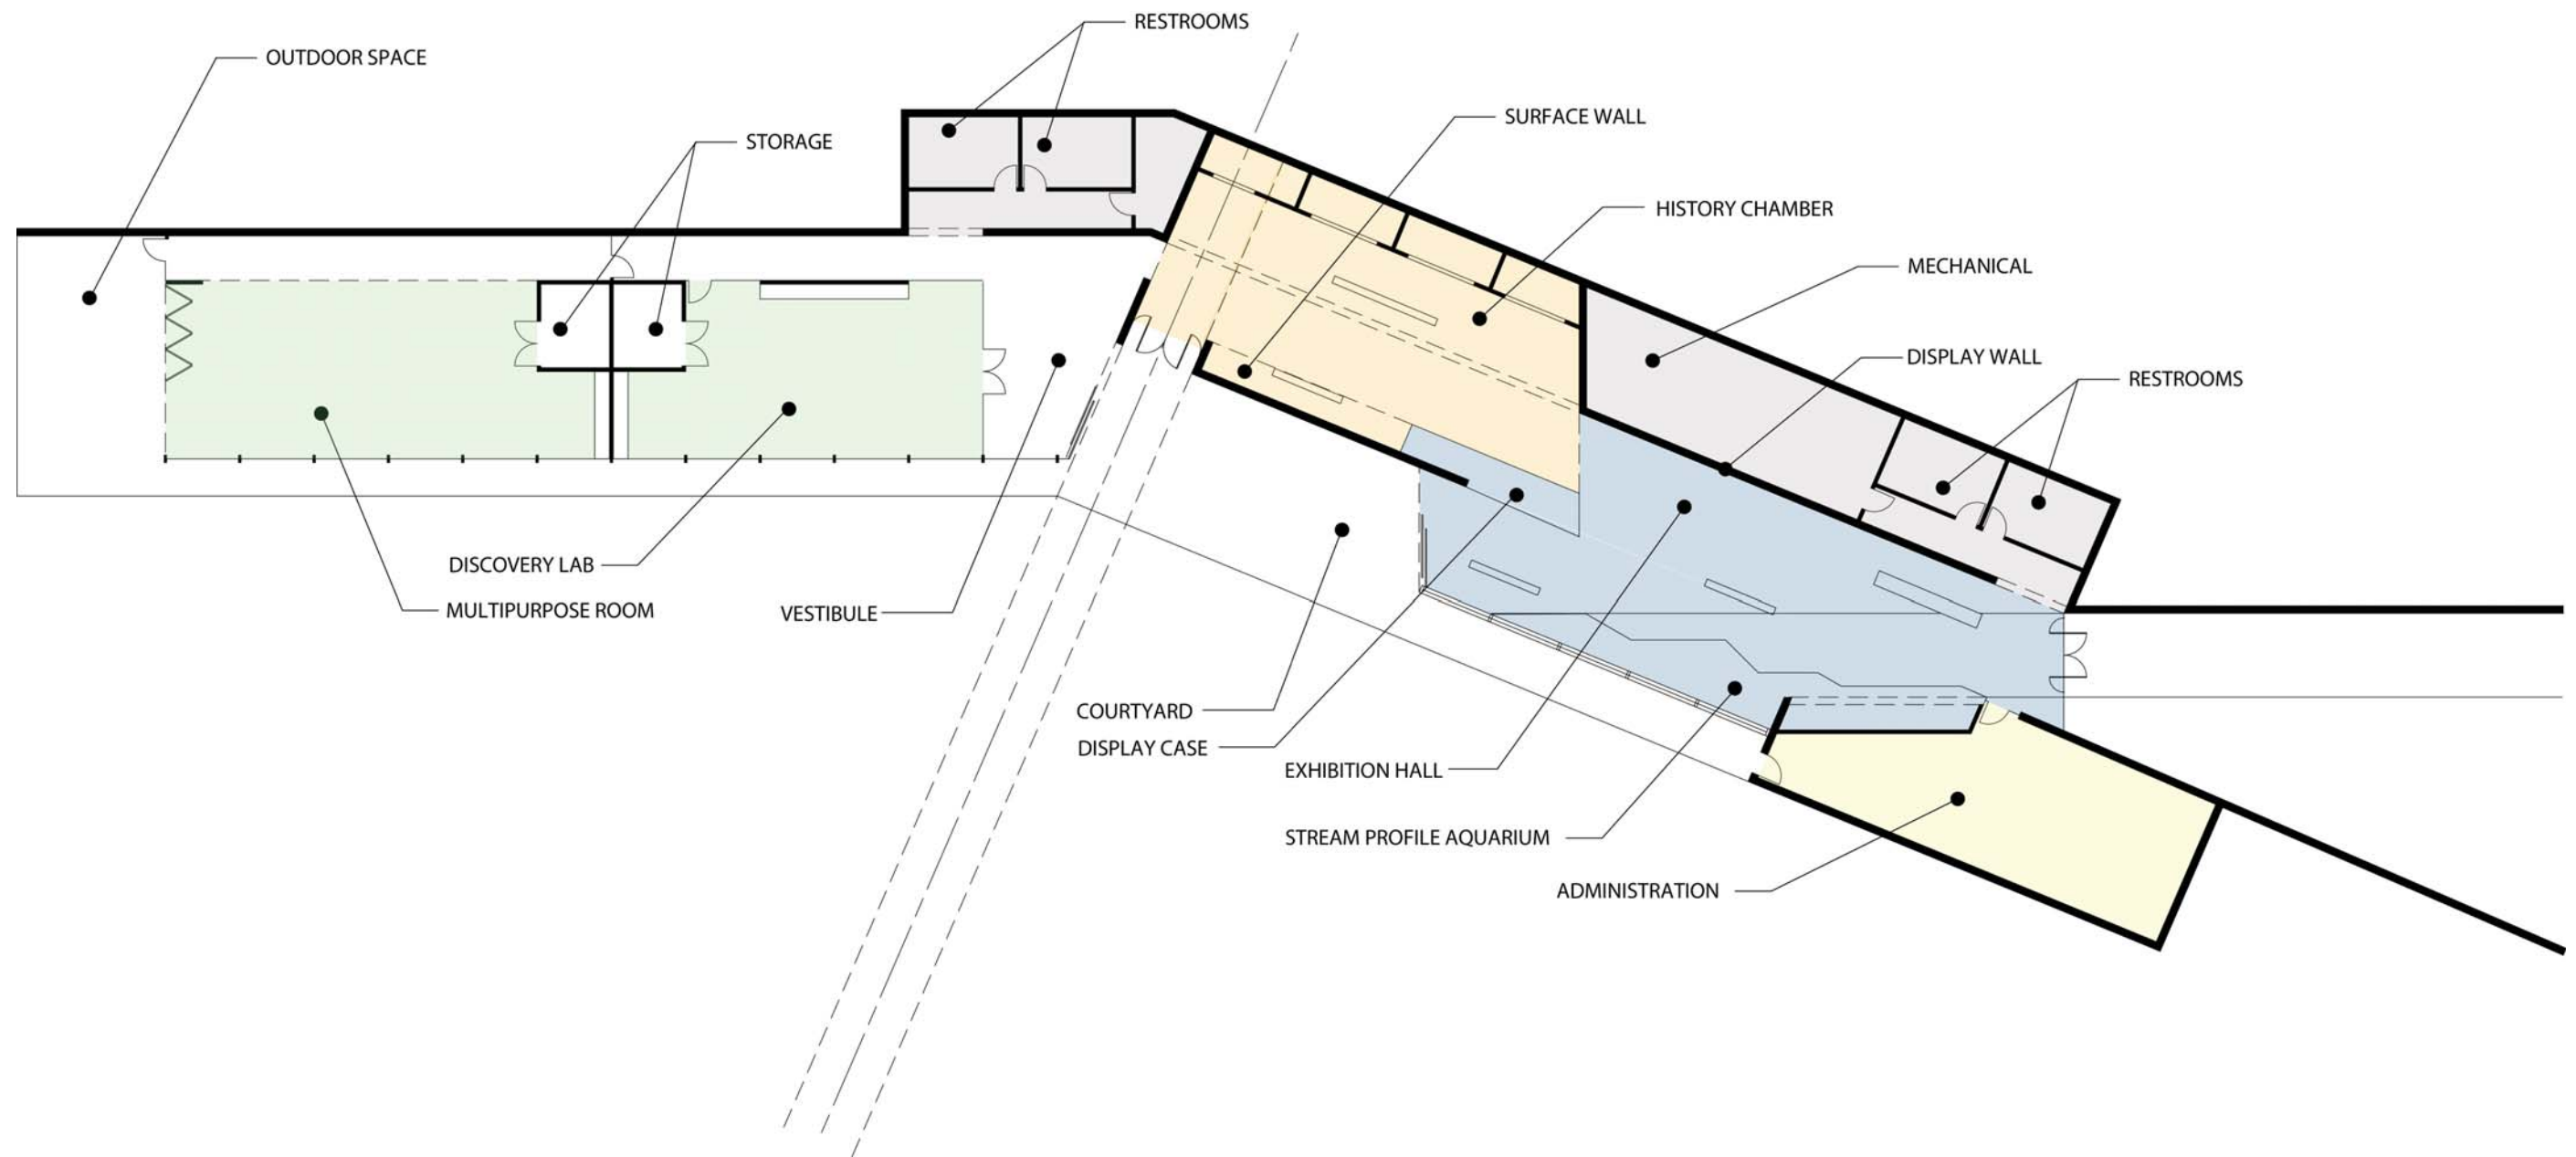 RESTROOMS
OUTDOOR SPACE
SURFACE WALL
STORAGE
HISTORY CHAMBER
MECHANICAL
DISPLAY WALL
RESTROOMS
DISCOVERY LAB
MULTIPURPOSE ROOM
VESTIBULE
COURTYARD
DISPLAY CASE
EXHIBITION HALL
STREAM PROFILE AQUARIUM
ADMINISTRATION